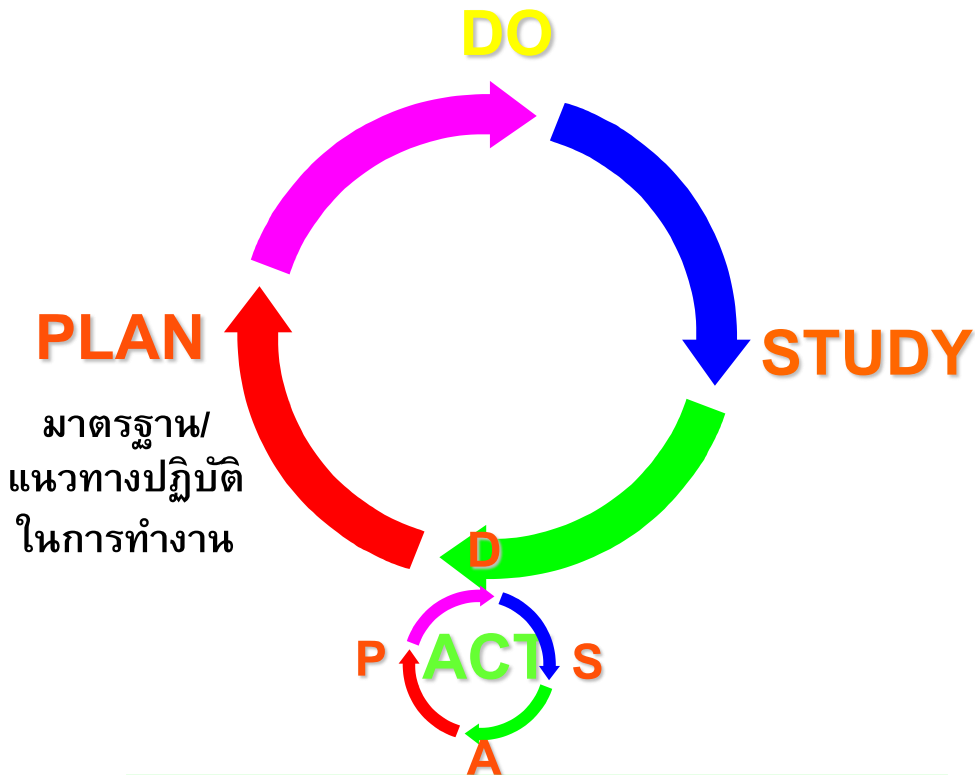 DO
PLAN
STUDY
มาตรฐาน/
แนวทางปฏิบัติ
ในการทำงาน
D
P
ACT
S
A